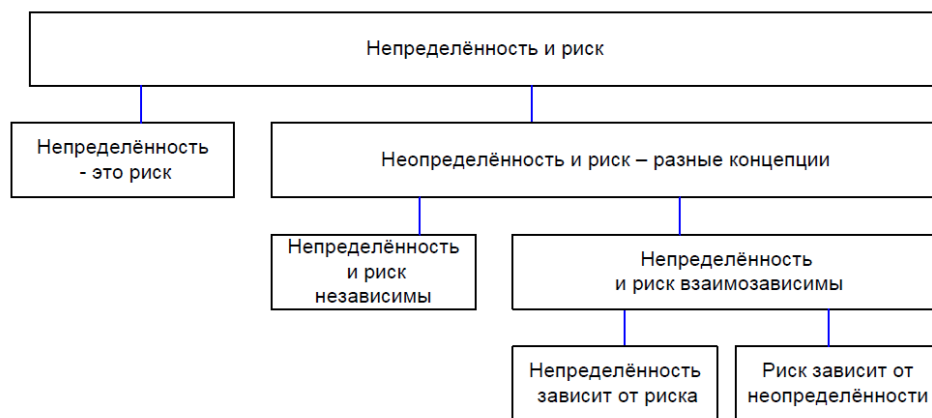 Непределённость и риск
Непределённость
- это риск
Неопределённость и риск – разные концепции
Непределённость
и риск
независимы
Непределённость
и риск взаимозависимы
Непределённость
зависит от риска
Риск зависит от
неопределённости